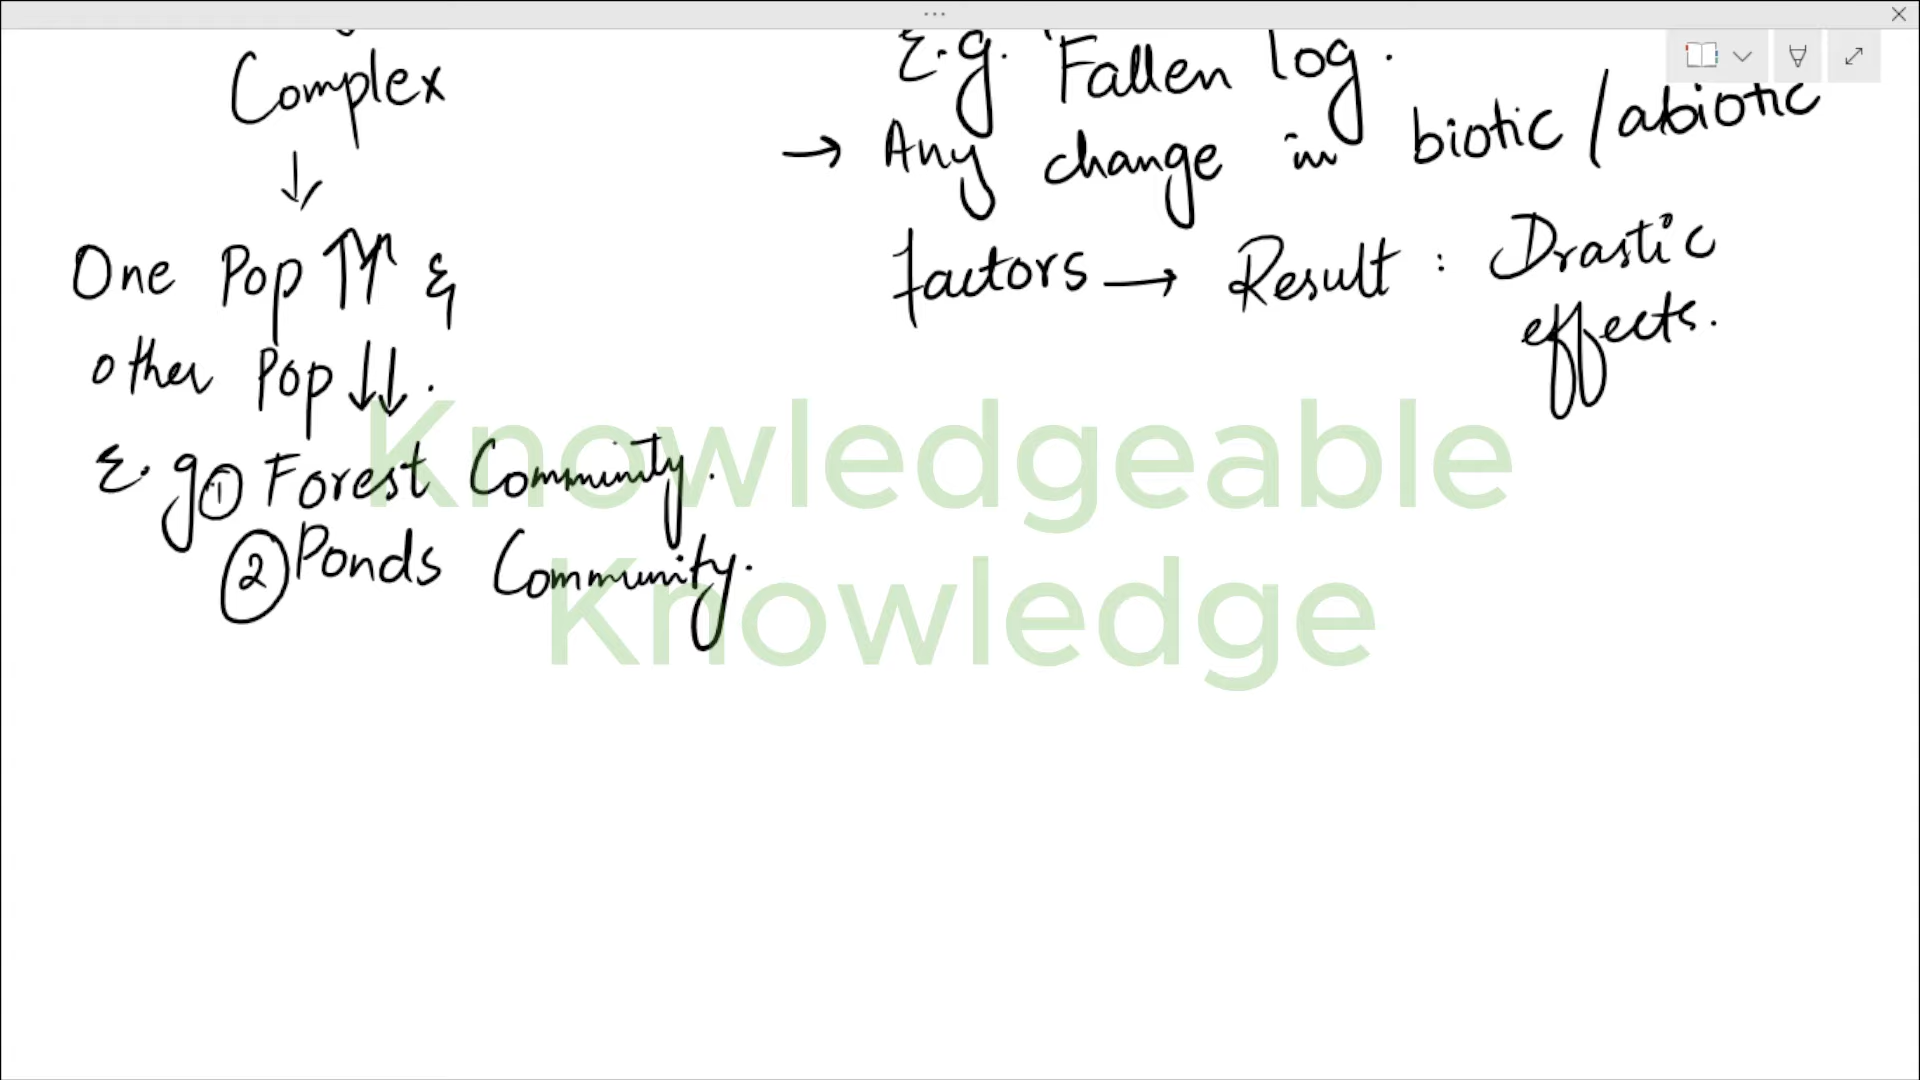 Complex
↓
One Pop ↑↑ &
other Pop ↓↓.
E.g ① Forest Community.
② Ponds Community.
E.g. Fallen log.
→ Any change in biotic / abiotic
factors → Result : Drastic
effects.
Knowledgeable
Knowledge